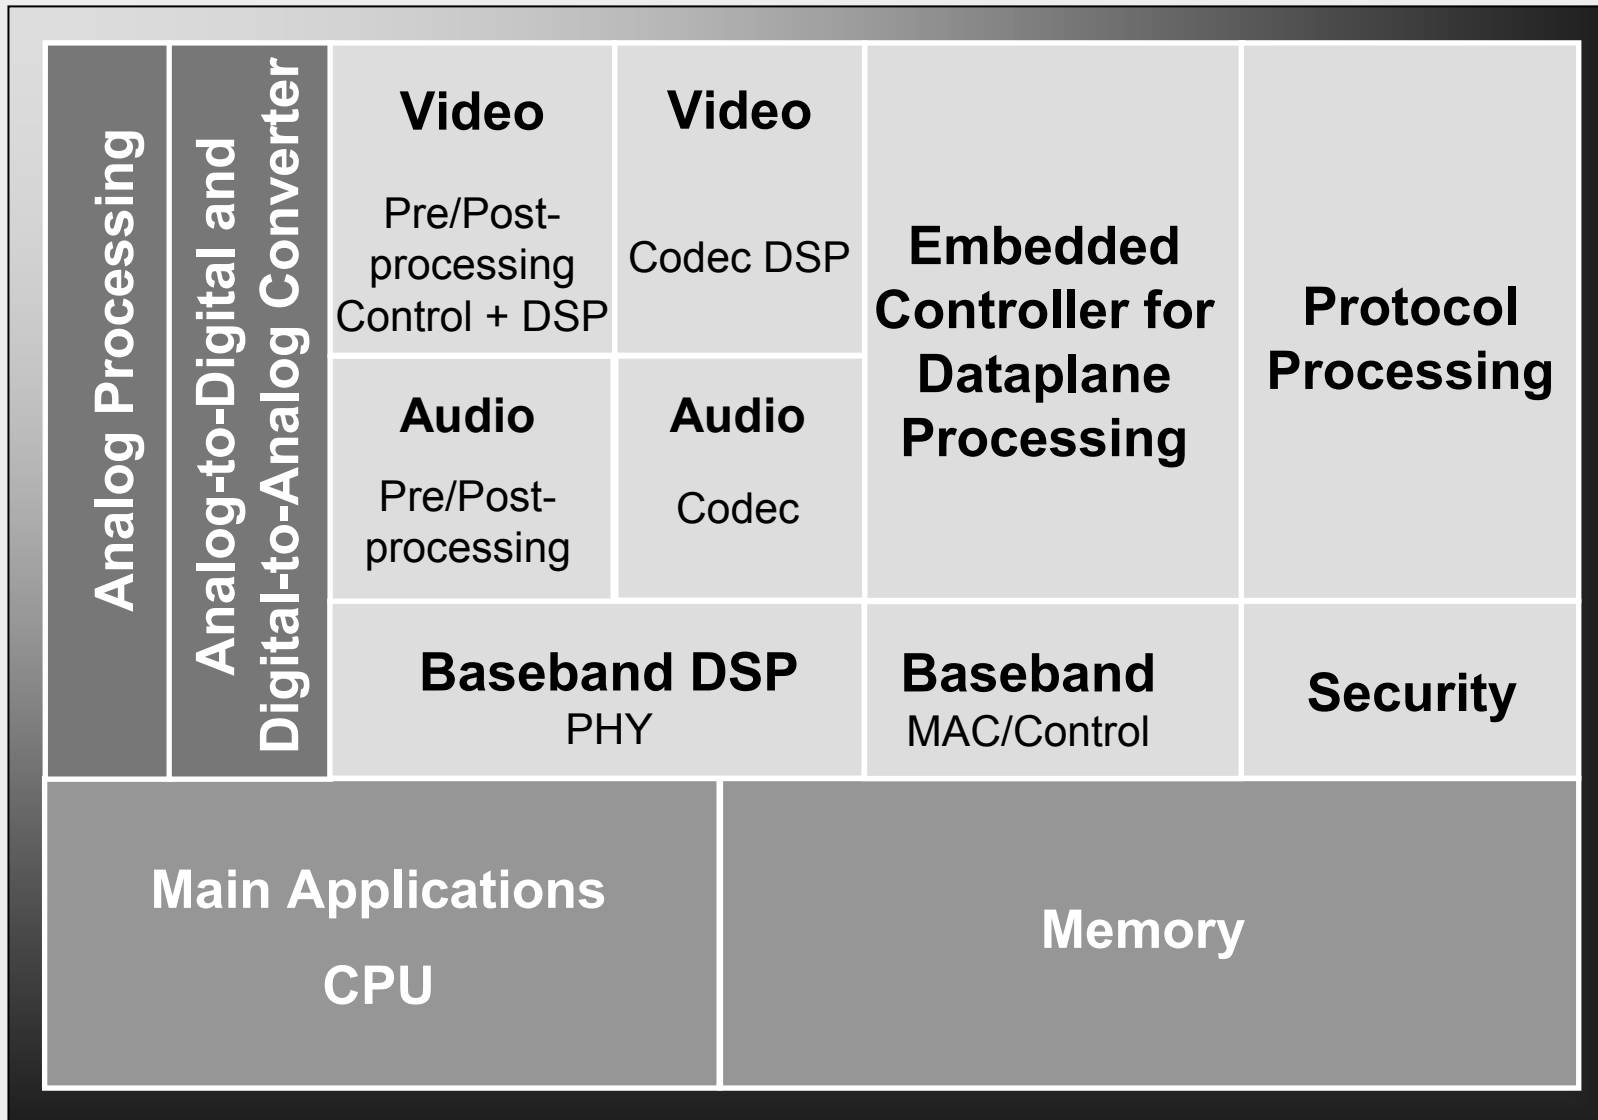 Analog Processing
Analog-to-Digital and
Digital-to-Analog Converter
Video
Pre/Post-
processing
Control + DSP
Video
Codec DSP
Embedded
Controller for
Dataplane
Processing
Protocol
Processing
Audio
Pre/Post-
processing
Audio
Codec
Baseband DSP
PHY
Baseband
MAC/Control
Security
Main Applications
CPU
Memory